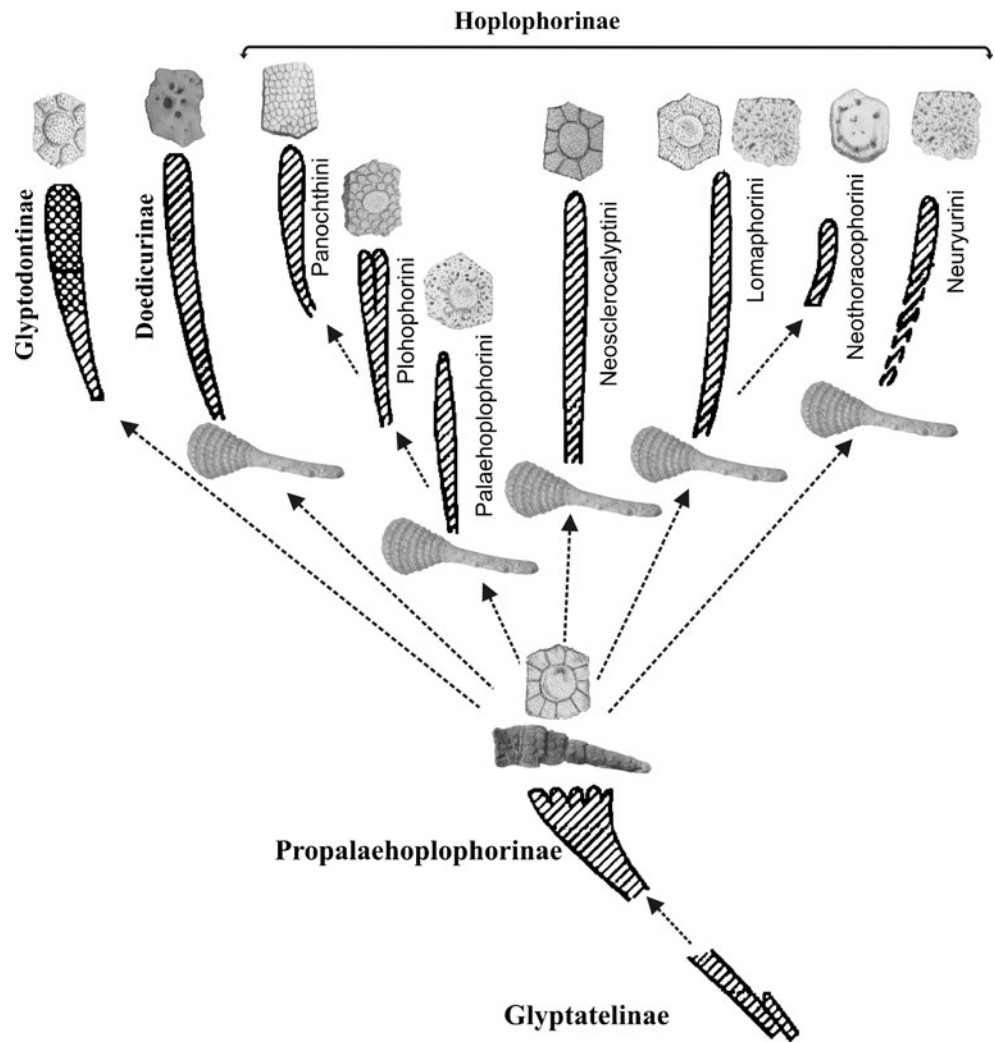 Hoplophorinae
Glyptodontinae
Doedicurinae
Panochthini
Plohophorini
Palaehoplophorini
Neosclerocalyptini
Lomaphorini
Neothoracophorini
Neuryurini
Propalaehoplophorinae
Glyptatelinae